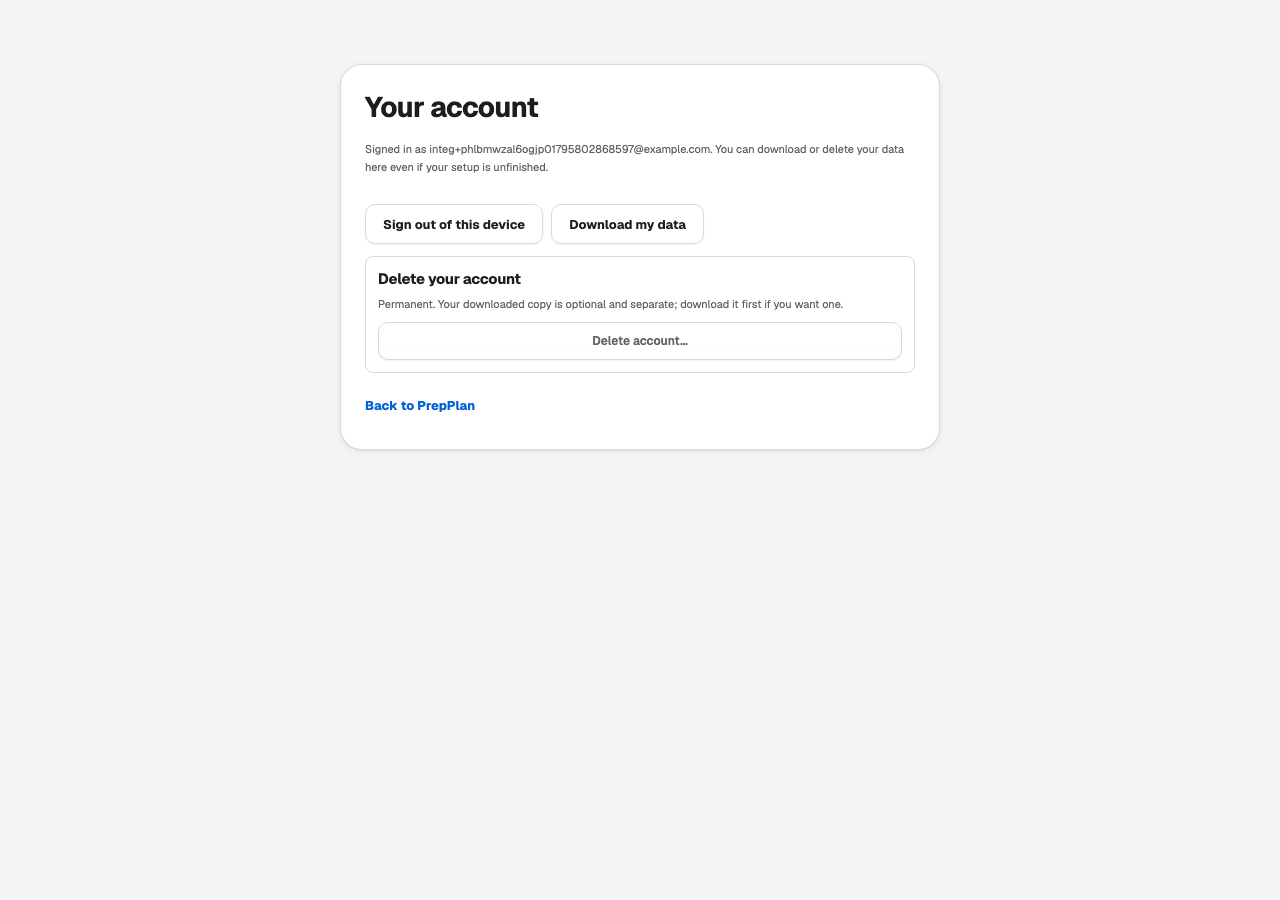 Your account
Signed in as integ+phlbmwzal6ogjp01795802868597@example.com. You can download or delete your data
here even if your setup is unfinished.
Sign out of this device
Download my data
Delete your account
Permanent. Your downloaded copy is optional and separate; download it first if you want one.
Delete account...
Back to PrepPlan